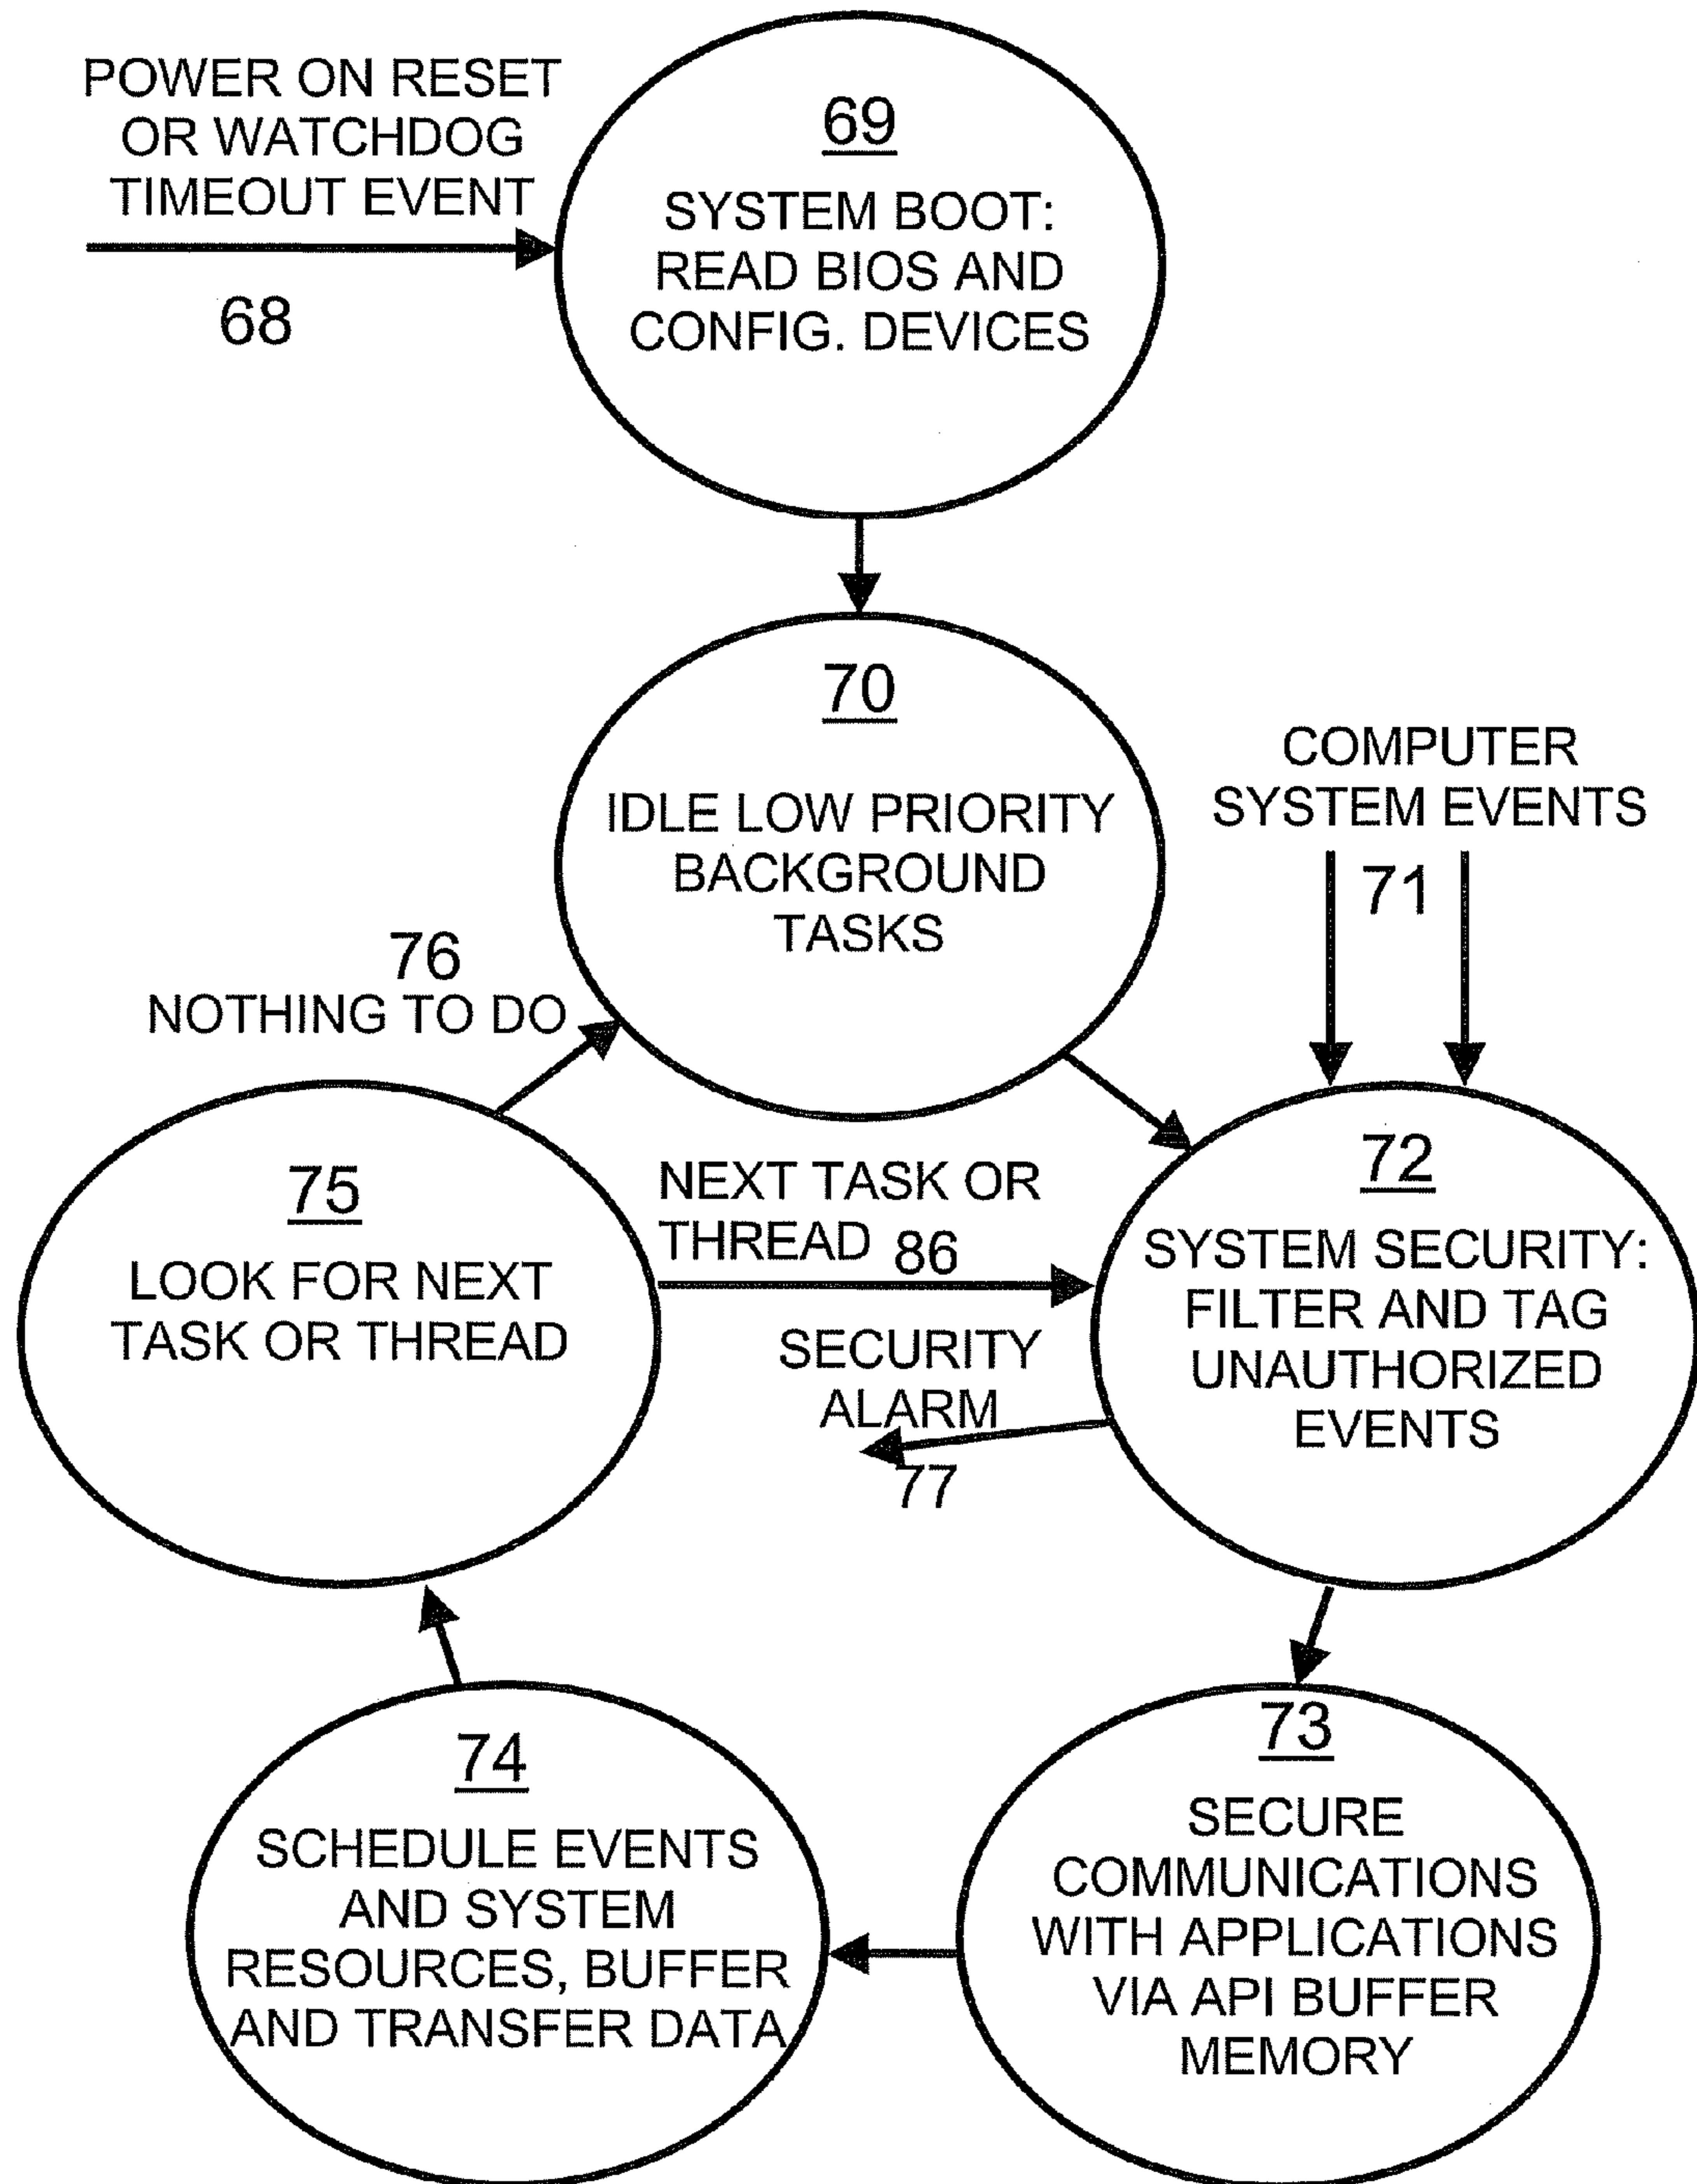 POWER ON RESET
OR WATCHDOG
TIMEOUT EVENT
68
69
SYSTEM BOOT:
READ BIOS AND
CONFIG. DEVICES
70
IDLE LOW PRIORITY
BACKGROUND
TASKS
COMPUTER
SYSTEM EVENTS
71
76
NOTHING TO DO
75
LOOK FOR NEXT
TASK OR THREAD
NEXT TASK OR
THREAD 86
SECURITY
ALARM
77
72
SYSTEM SECURITY:
FILTER AND TAG
UNAUTHORIZED
EVENTS
74
SCHEDULE EVENTS
AND SYSTEM
RESOURCES, BUFFER
AND TRANSFER DATA
73
SECURE
COMMUNICATIONS
WITH APPLICATIONS
VIA API BUFFER
MEMORY